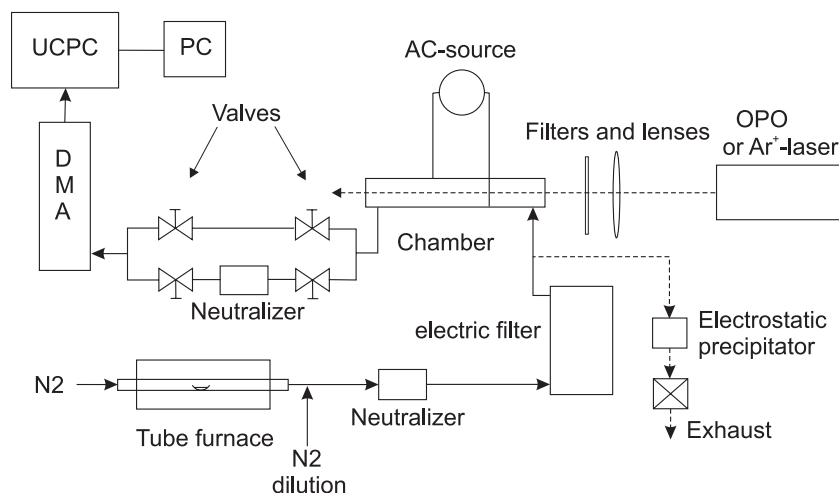 UCPC
PC
AC-source
Valves
Filters and lenses
OPO
or Ar⁺-laser
D
M
A
Chamber
Neutralizer
electric filter
Electrostatic
precipitator
N2
Neutralizer
Tube furnace
Exhaust
N2
dilution